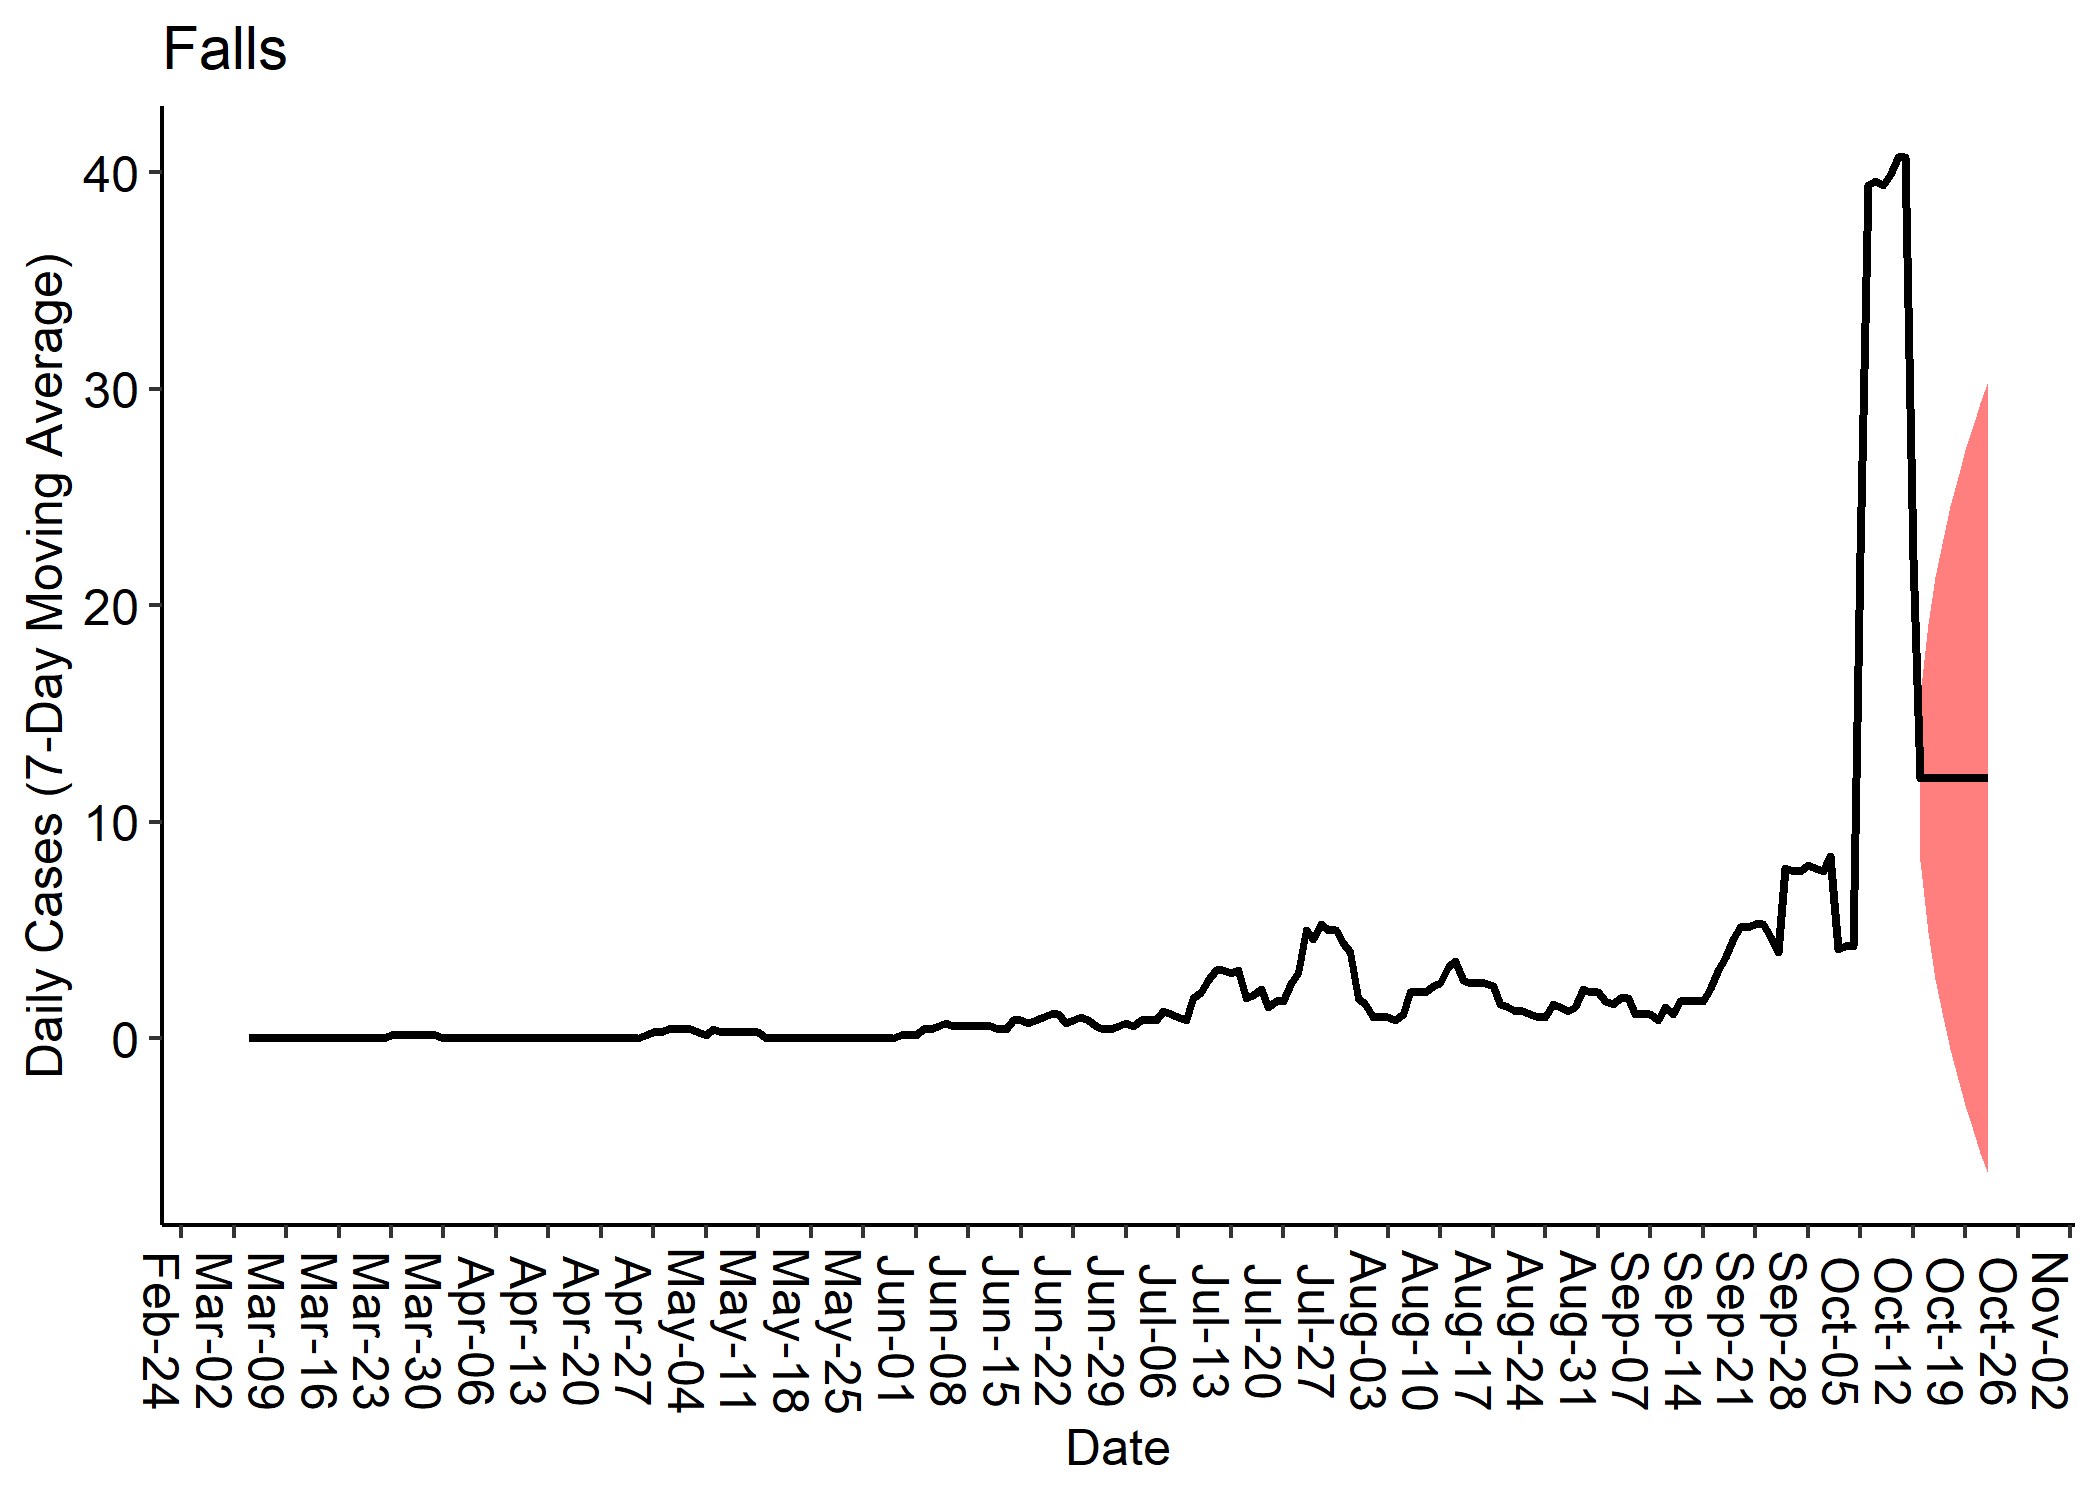 Falls
Daily Cases (7-Day Moving Average)
40
30
20
10
0
Feb-24
Mar-02
Mar-09
Mar-16
Mar-23
Mar-30
Apr-06
Apr-13
Apr-20
Apr-27
May-04
May-11
May-18
May-25
Jun-01
Jun-08
Jun-15
Jun-22
Jun-29
Jul-06
Jul-13
Jul-20
Jul-27
Aug-03
Aug-10
Aug-17
Aug-24
Aug-31
Sep-07
Sep-14
Sep-21
Sep-28
Oct-05
Oct-12
Oct-19
Oct-26
Nov-02
Date